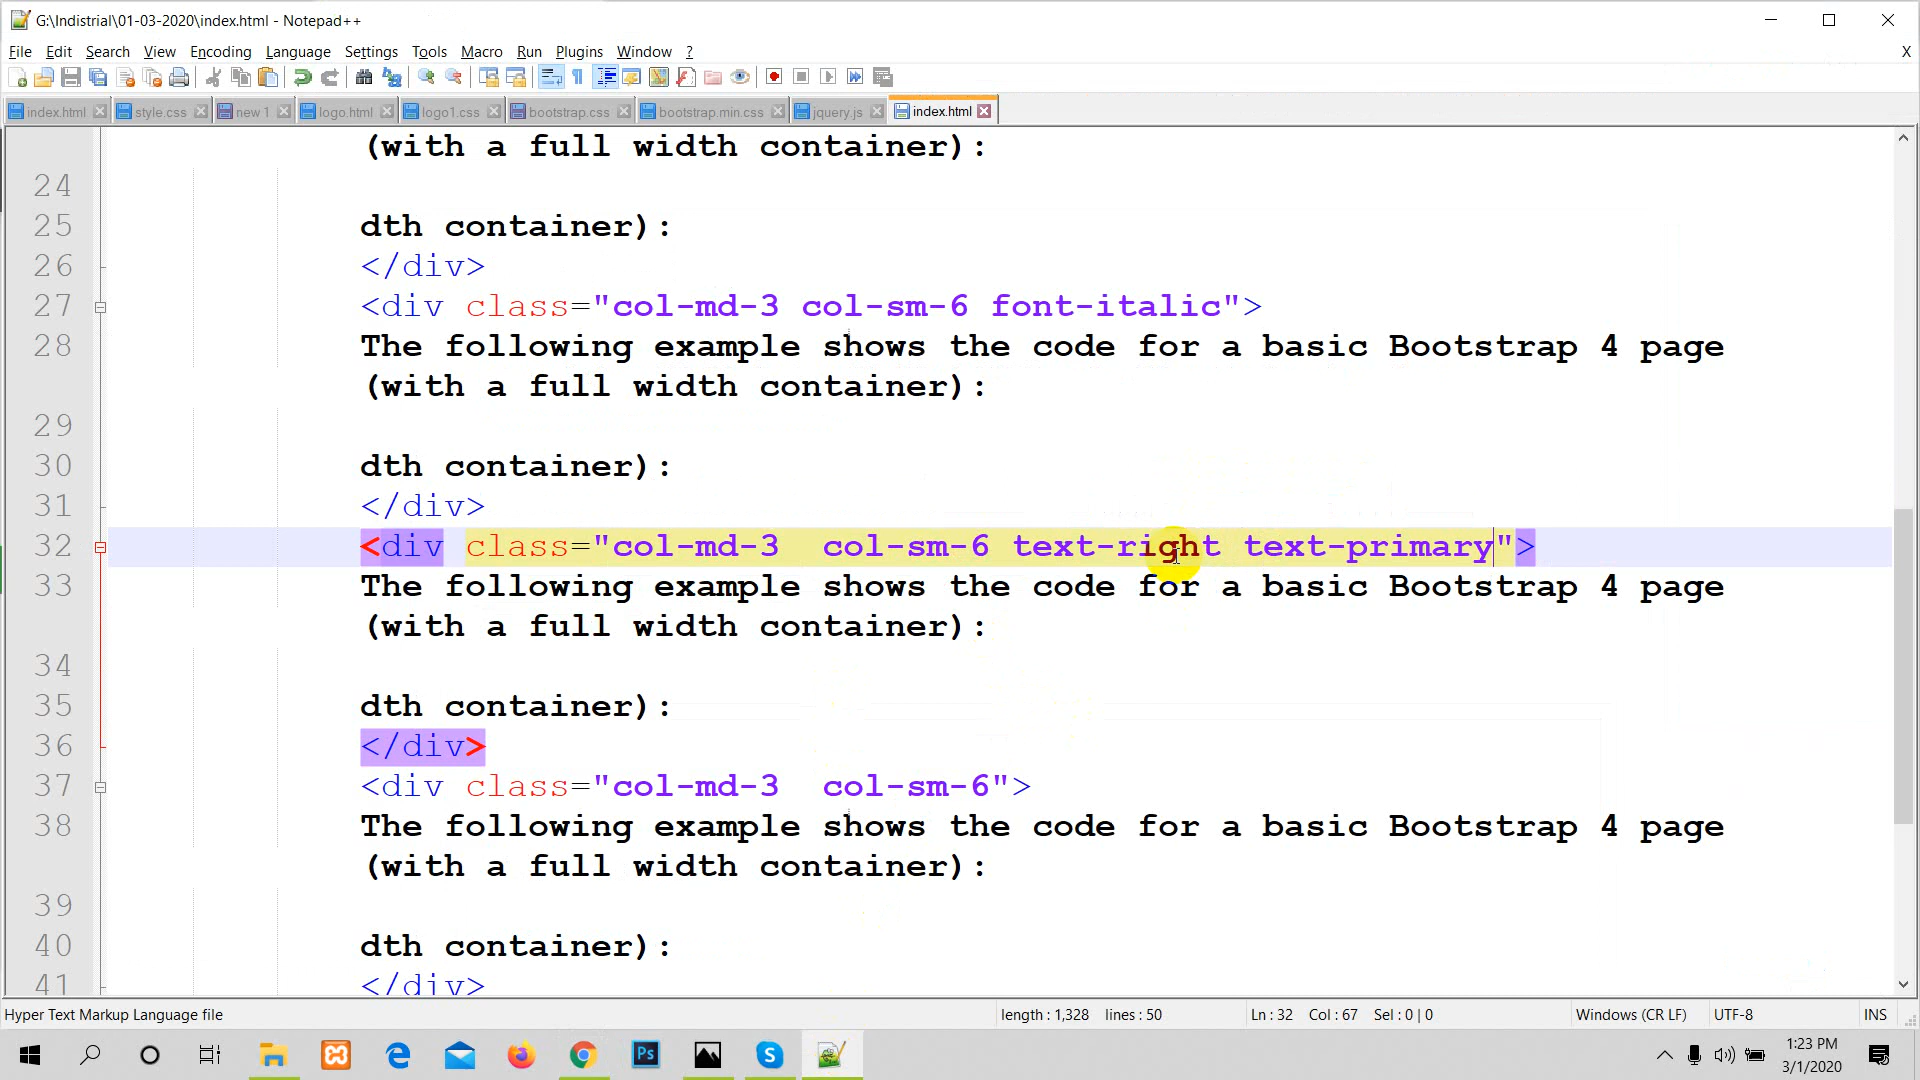 G:\Indistrial\01-03-2020\index.html - Notepad++
File Edit Search View Encoding Language Settings Tools Macro Run Plugins Window ? X
index.html style.css new 1 logo.html logo1.css bootstrap.css bootstrap.min.css jquery.js index.html
(with a full width container):
24
25 dth container):
26 </div>
27 <div class="col-md-3 col-sm-6 font-italic">
28 The following example shows the code for a basic Bootstrap 4 page
(with a full width container):
29
30 dth container):
31 </div>
32 <div class="col-md-3  col-sm-6 text-right text-primary">
33 The following example shows the code for a basic Bootstrap 4 page
(with a full width container):
34
35 dth container):
36 </div>
37 <div class="col-md-3  col-sm-6">
38 The following example shows the code for a basic Bootstrap 4 page
(with a full width container):
39
40 dth container):
41 </div>
Hyper Text Markup Language file length : 1,328 lines : 50 Ln : 32 Col : 67 Sel : 0 | 0 Windows (CR LF) UTF-8 INS
1:23 PM
3/1/2020